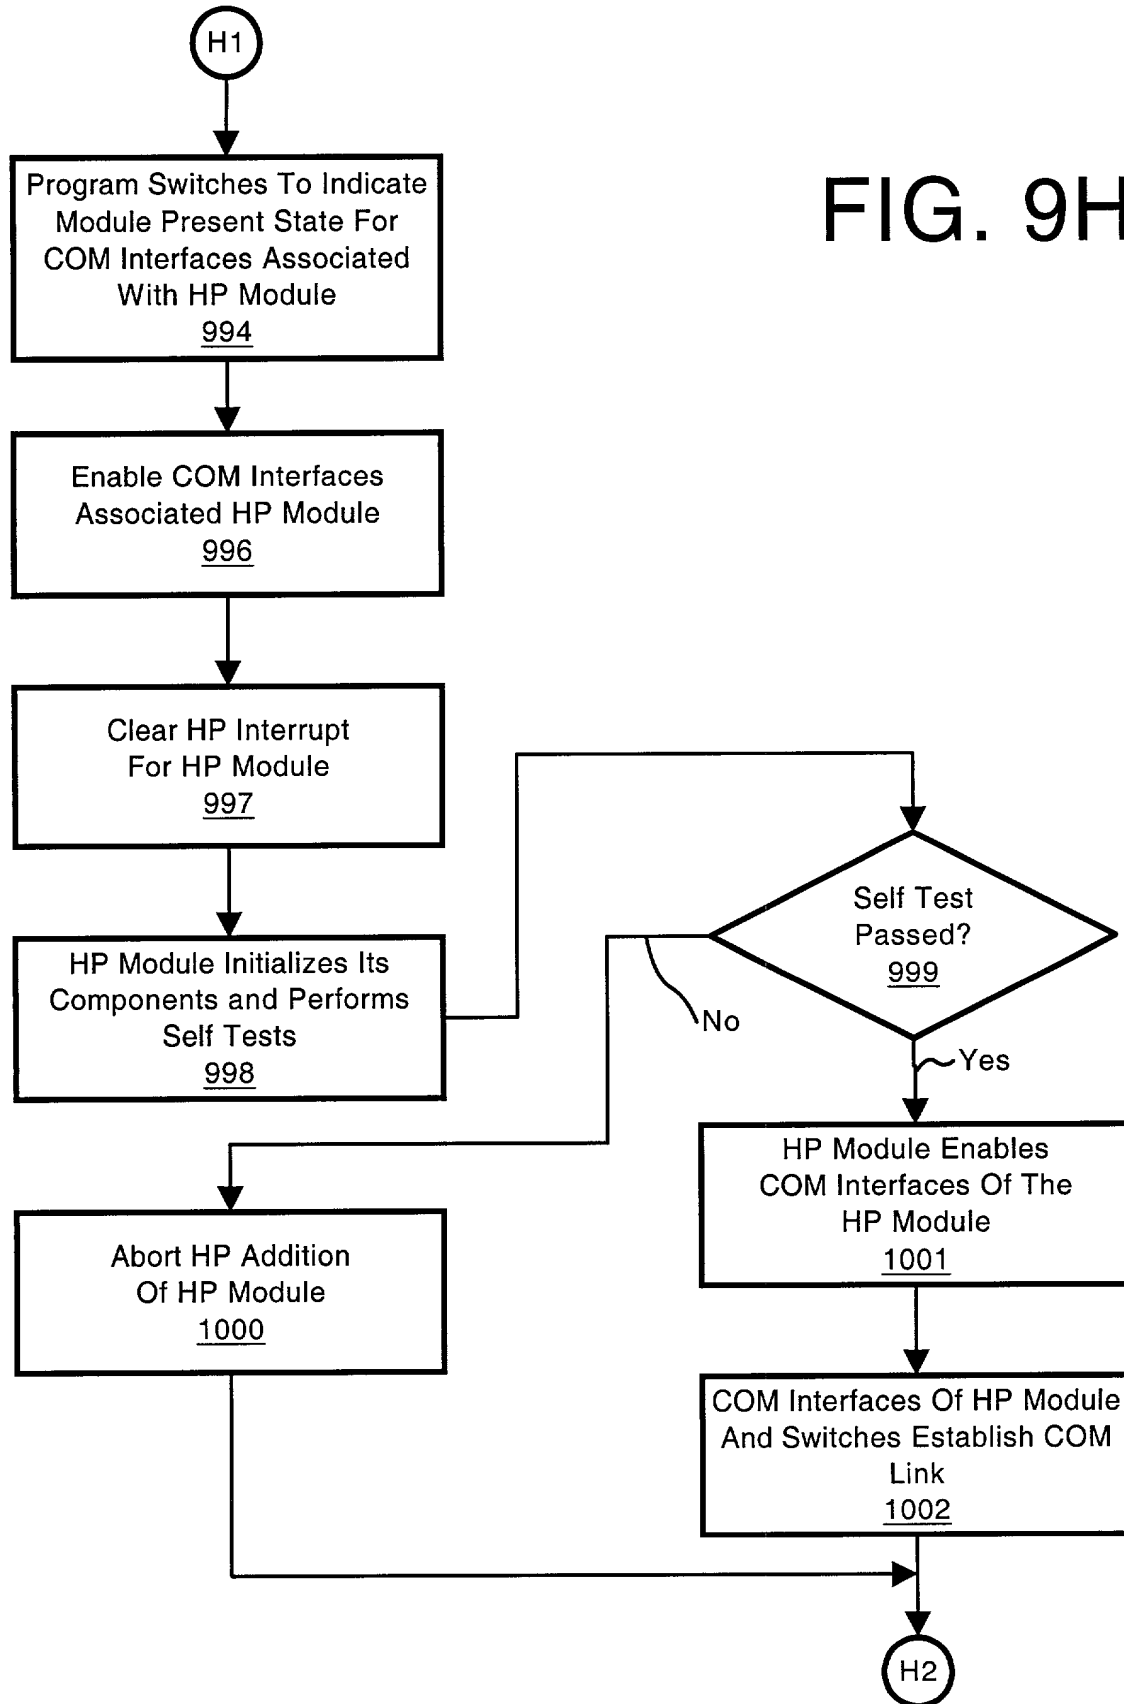 H1
FIG. 9H
Program Switches To Indicate
Module Present State For
COM Interfaces Associated
With HP Module
994
Enable COM Interfaces
Associated HP Module
996
Clear HP Interrupt
For HP Module
997
HP Module Initializes Its
Components and Performs
Self Tests
998
Self Test
Passed?
999
No
Yes
Abort HP Addition
Of HP Module
1000
HP Module Enables
COM Interfaces Of The
HP Module
1001
COM Interfaces Of HP Module
And Switches Establish COM
Link
1002
H2